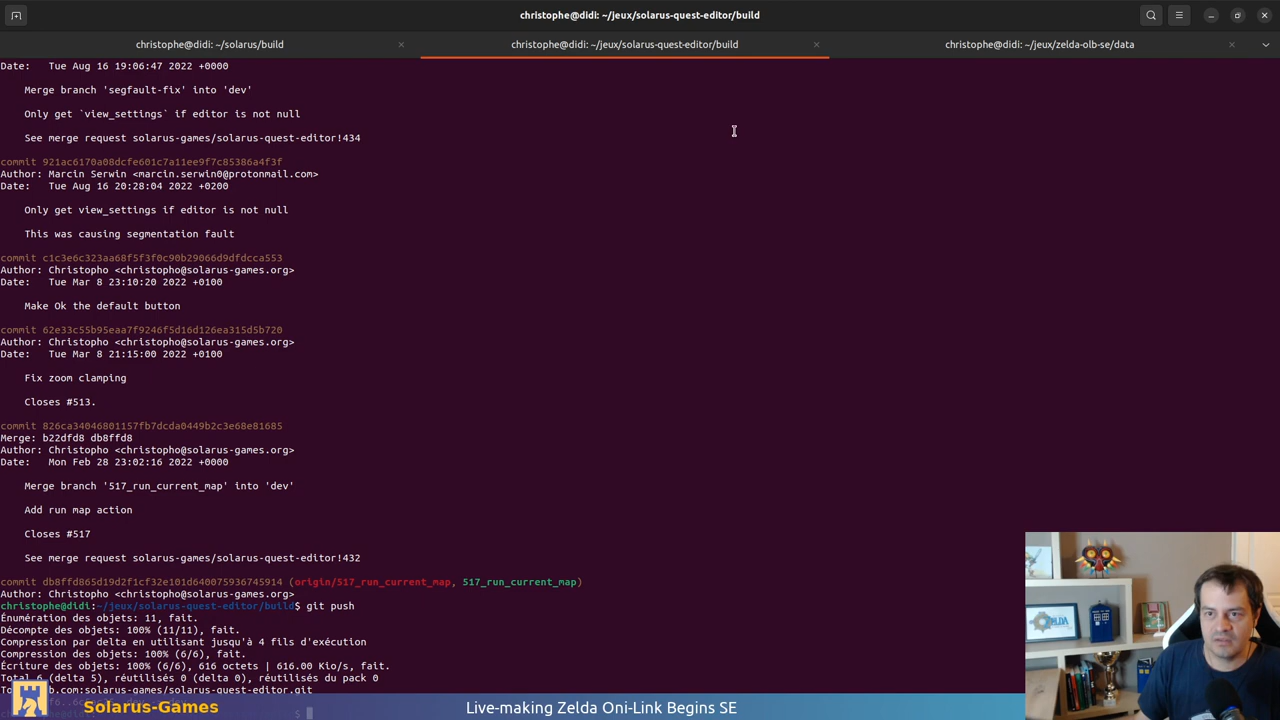 christophe@didi: ~/jeux/solarus-quest-editor/build
christophe@didi: ~/solarus/build
christophe@didi: ~/jeux/solarus-quest-editor/build
christophe@didi: ~/jeux/zelda-olb-se/data
Date:   Tue Aug 16 19:06:47 2022 +0000
Merge branch 'segfault-fix' into 'dev'
Only get `view_settings` if editor is not null
See merge request solarus-games/solarus-quest-editor!434
commit 921ac6170a08dcfe601c7a11ee9f7c85386a4f3f
Author: Marcin Serwin <marcin.serwin0@protonmail.com>
Date:   Tue Aug 16 20:28:04 2022 +0200
Only get view_settings if editor is not null
This was causing segmentation fault
commit c1c3e6c323aa68f5f3f0c90b29066d9dfdcca553
Author: Christopho <christopho@solarus-games.org>
Date:   Tue Mar 8 23:10:20 2022 +0100
Make Ok the default button
commit 62e33c55b95eaa7f9246f5d16d126ea315d5b720
Author: Christopho <christopho@solarus-games.org>
Date:   Tue Mar 8 21:15:00 2022 +0100
Fix zoom clamping
Closes #513.
commit 826ca34046801157fb7dcda0449b2c3e68e81685
Merge: b22dfd8 db8ffd8
Author: Christopho <christopho@solarus-games.org>
Date:   Mon Feb 28 23:02:16 2022 +0000
Merge branch '517_run_current_map' into 'dev'
Add run map action
Closes #517
See merge request solarus-games/solarus-quest-editor!432
commit db8ffd865d19d2f1cf32e101d640075936745914 (origin/517_run_current_map, 517_run_current_map)
Author: Christopho <christopho@solarus-games.org>
christophe@didi:~/jeux/solarus-quest-editor/build$ git push
Énumération des objets: 11, fait.
Décompte des objets: 100% (11/11), fait.
Compression par delta en utilisant jusqu'à 4 fils d'exécution
Compression des objets: 100% (6/6), fait.
Écriture des objets: 100% (6/6), 616 octets | 616.00 Kio/s, fait.
Total 6 (delta 5), réutilisés 0 (delta 0), réutilisés du pack 0
Solarus-Games
Live-making Zelda Oni-Link Begins SE